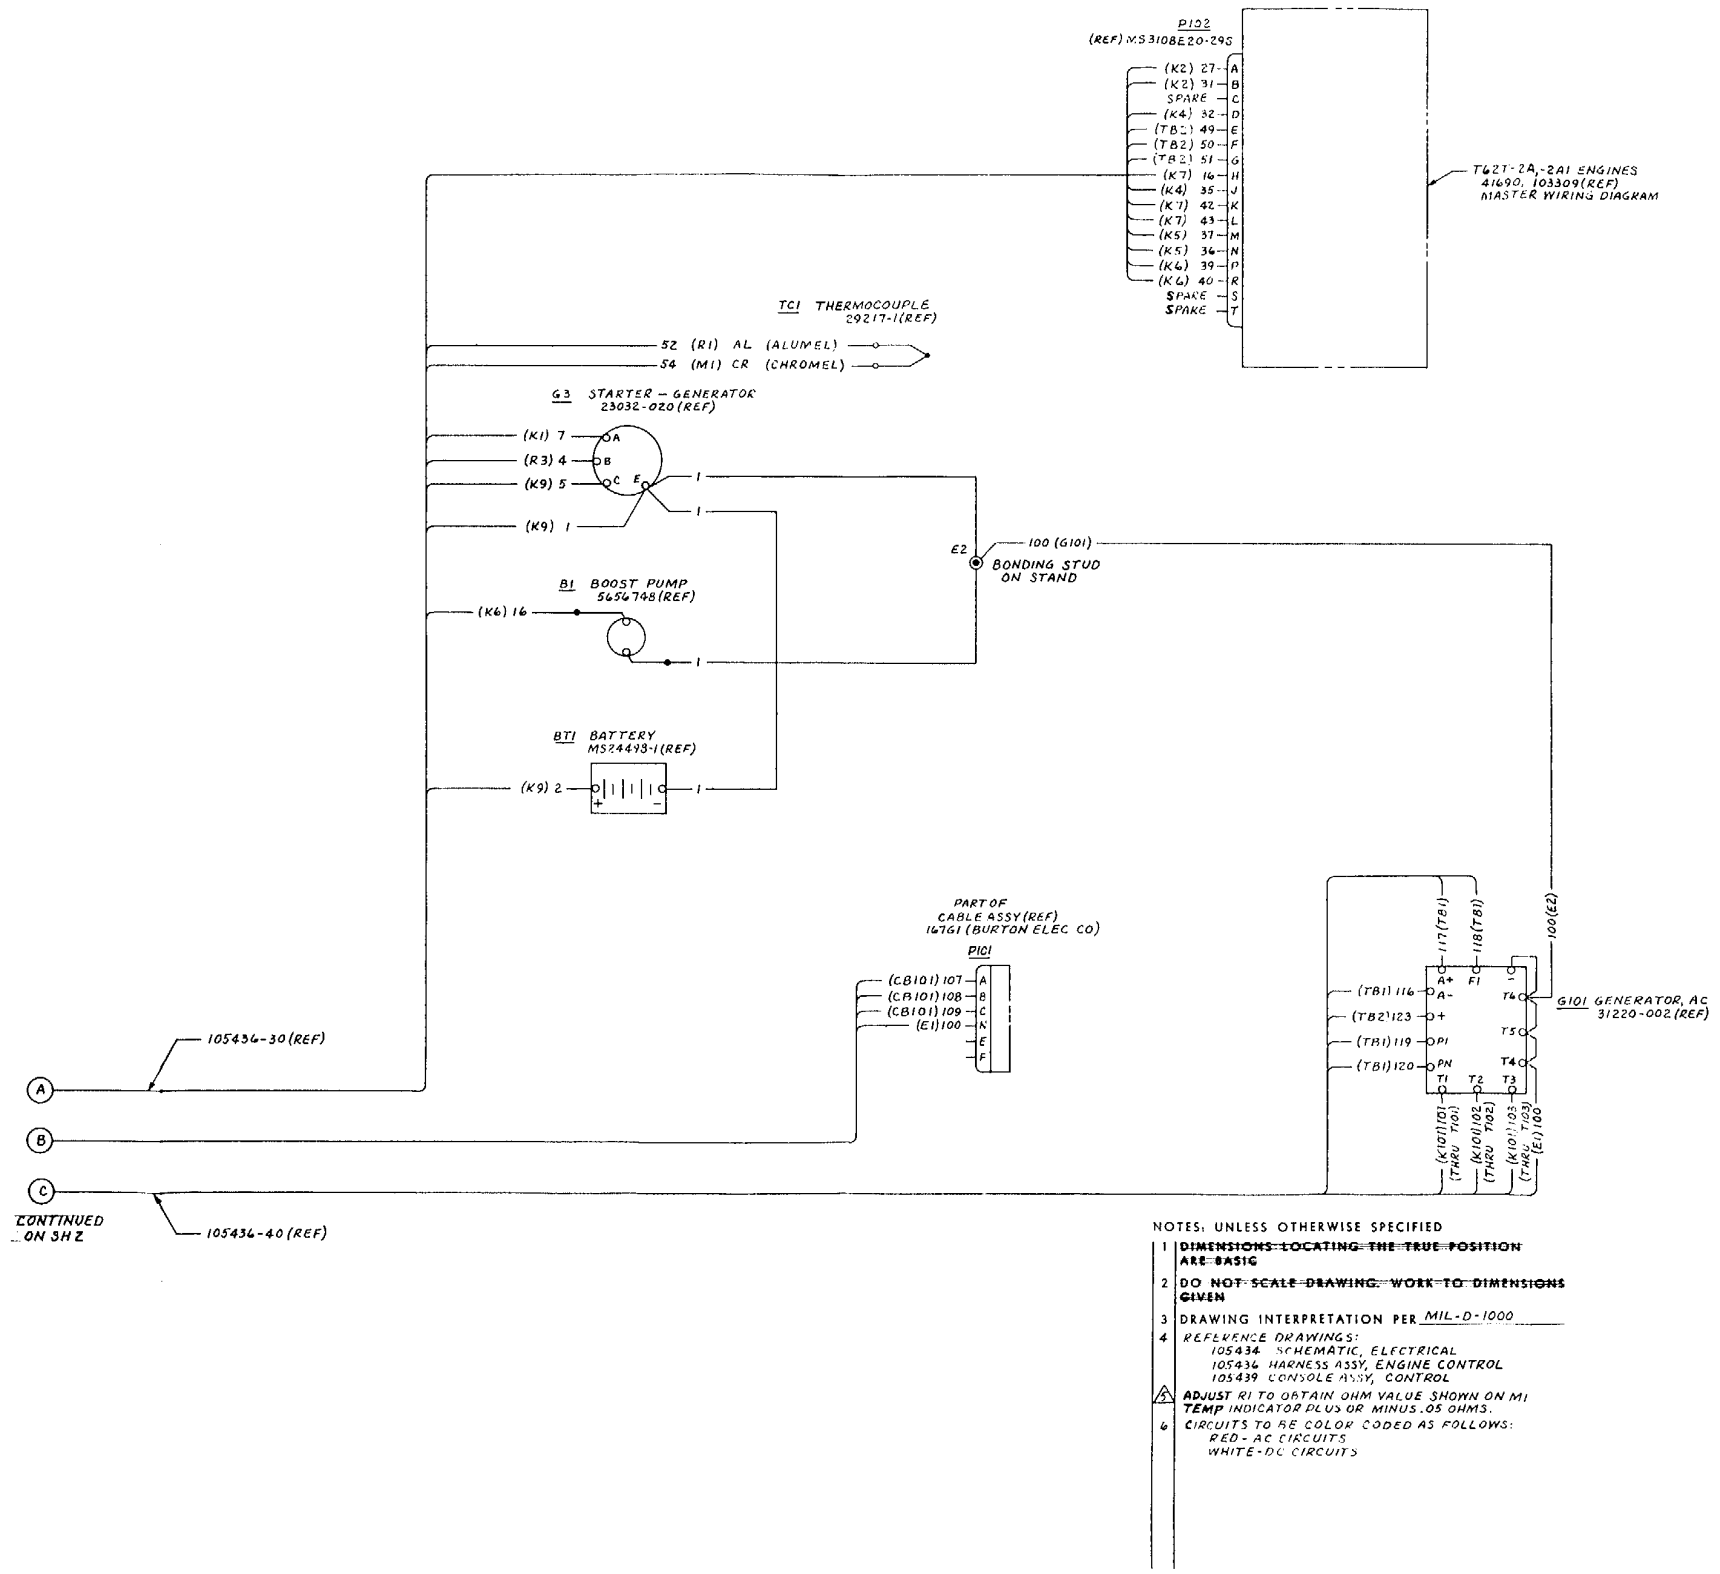 P102
(REF) MS3108E20-29S
(K2) 27 A
(K2) 31 B
SPARE C
(K4) 32 D
(TB2) 49 E
(TB2) 50 F
(TB2) 51 G
(K7) 16 H
(K4) 35 J
(K7) 42 K
(K7) 43 L
(K5) 37 M
(K5) 36 N
(K6) 39 P
(K6) 40 R
SPARE S
SPARE T
T62T-2A,-2A1 ENGINES
41690, 103309(REF)
MASTER WIRING DIAGRAM
TC1 THERMOCOUPLE
29217-1(REF)
52 (R1) AL (ALUMEL)
54 (M1) CR (CHROMEL)
G3 STARTER - GENERATOR
23032-020(REF)
(K1) 7 A
(R3) 4 B
(K9) 5 C E
1
1
(K9) 1
E2
100 (G101)
BONDING STUD
ON STAND
B1 BOOST PUMP
5656748(REF)
(K6) 16
1
BT1 BATTERY
MS24498-1(REF)
(K9) 2
+ -
1
PART OF
CABLE ASSY(REF)
167G1 (BURTON ELEC CO)
P101
(CB101) 107 A
(CB101) 108 B
(CB101) 109 C
(E1) 100 N
E
F
117(TB1)
118(TB1)
100(E2)
A+ F1 -
(TB1) 116 A-
T6
(TB2) 123 +
T5
(TB1) 119 P1
(TB1) 120 PN
T4
T1 T2 T3
(K101) 101
(THRU T101)
(K101) 102
(THRU T102)
(K101) 103
(THRU T103)
(E1) 100
G101 GENERATOR, AC
31220-002(REF)
105436-30(REF)
A
B
C
CONTINUED
ON SH 2
105436-40(REF)
NOTES: UNLESS OTHERWISE SPECIFIED
1 DIMENSIONS LOCATING THE TRUE POSITION
ARE BASIC
2 DO NOT SCALE DRAWING. WORK TO DIMENSIONS
GIVEN
3 DRAWING INTERPRETATION PER MIL-D-1000
4 REFERENCE DRAWINGS:
105434 SCHEMATIC, ELECTRICAL
105436 HARNESS ASSY, ENGINE CONTROL
105439 CONSOLE ASSY, CONTROL
5 ADJUST R1 TO OBTAIN OHM VALUE SHOWN ON M1
TEMP INDICATOR PLUS OR MINUS .05 OHMS.
6 CIRCUITS TO BE COLOR CODED AS FOLLOWS:
RED - AC CIRCUITS
WHITE - DC CIRCUITS